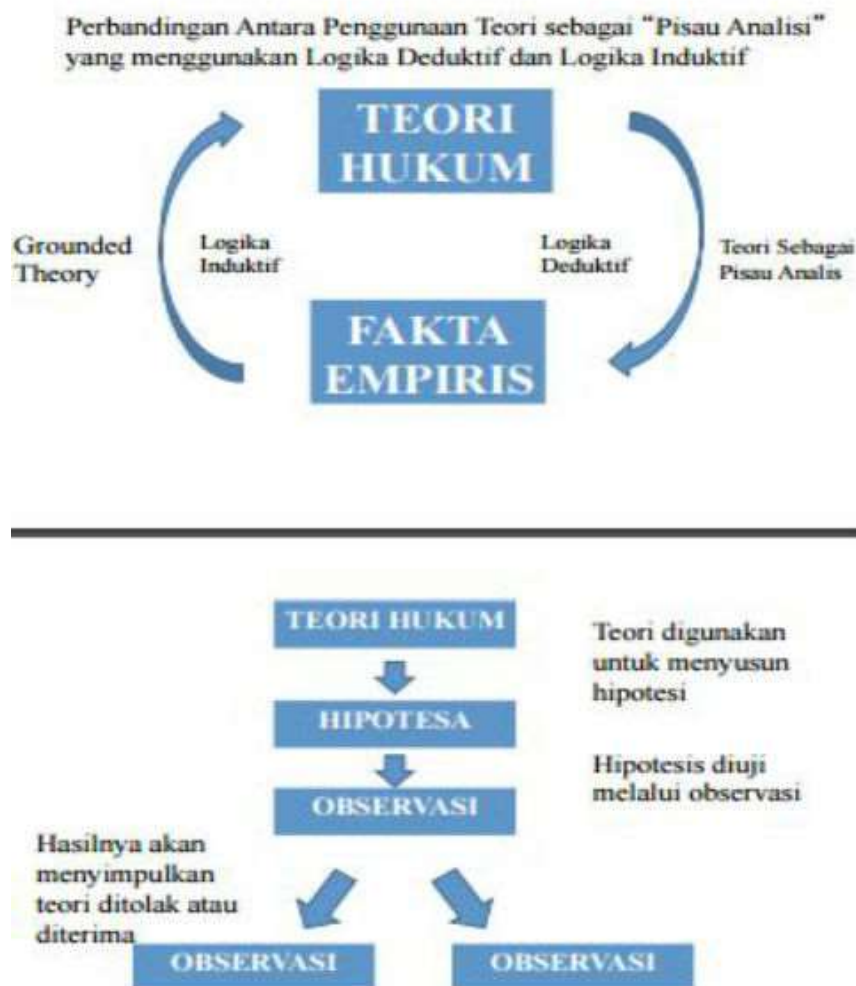 Perbandingan Antara Penggunaan Teori sebagai “Pisau Analisi”
yang menggunakan Logika Deduktif dan Logika Induktif
TEORI
HUKUM
Grounded
Theory
Logika
Induktif
Logika
Deduktif
Teori Sebagai
Pisau Analis
FAKTA
EMPIRIS
TEORI HUKUM
Teori digunakan
untuk menyusun
hipotesi
HIPOTESA
Hipotesis diuji
melalui observasi
OBSERVASI
Hasilnya akan
menyimpulkan
teori ditolak atau
diterima
OBSERVASI
OBSERVASI